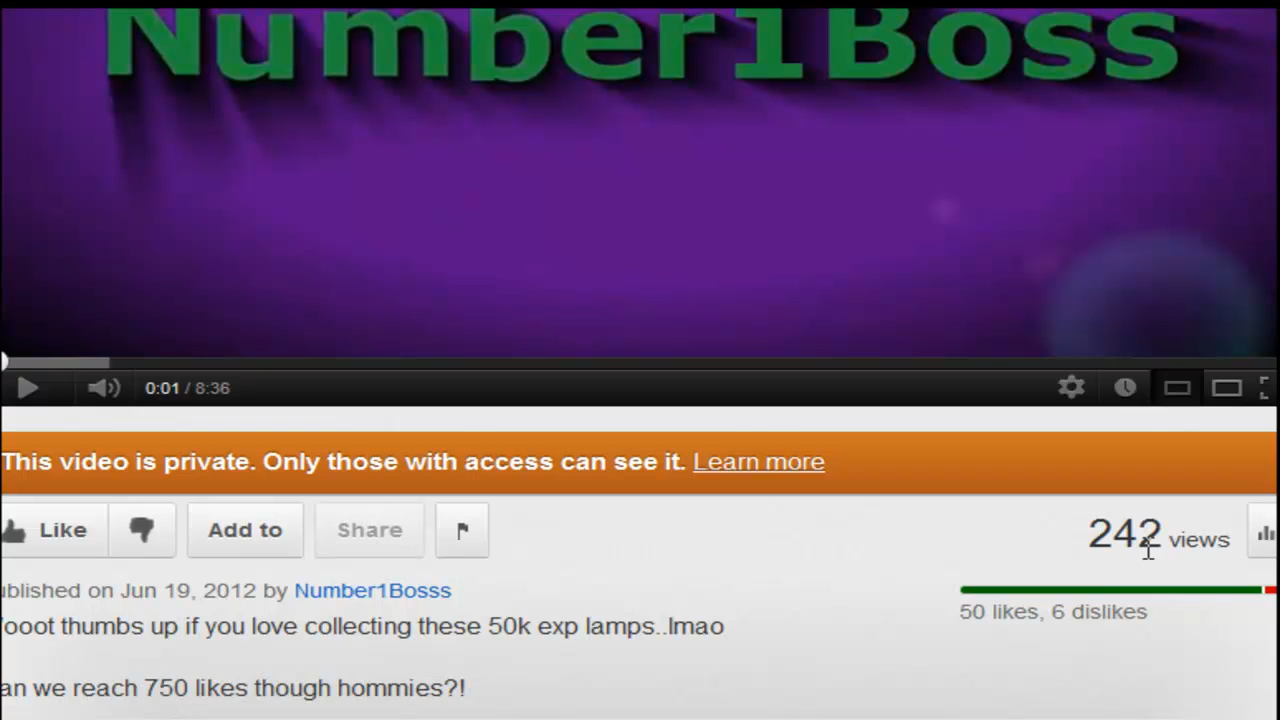 Number1Boss
0:01 / 8:36
This video is private. Only those with access can see it. Learn more
Like Add to Share 242 views
ublished on Jun 19, 2012 by Number1Bosss
ooot thumbs up if you love collecting these 50k exp lamps..lmao
50 likes, 6 dislikes
an we reach 750 likes though hommies?!